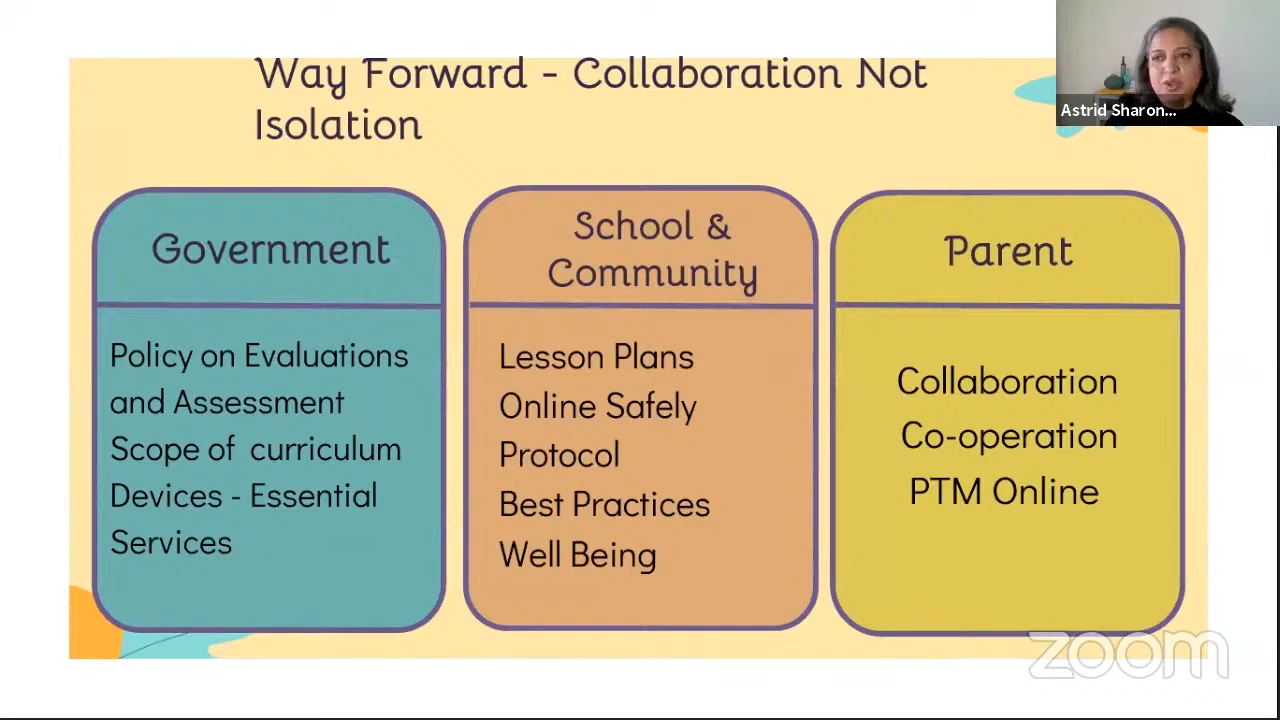 Way Forward - Collaboration Not
Isolation
Astrid Sharon...
Government
Policy on Evaluations
and Assessment
Scope of curriculum
Devices - Essential
Services
School &
Community
Lesson Plans
Online Safely
Protocol
Best Practices
Well Being
Parent
Collaboration
Co-operation
PTM Online
zoom